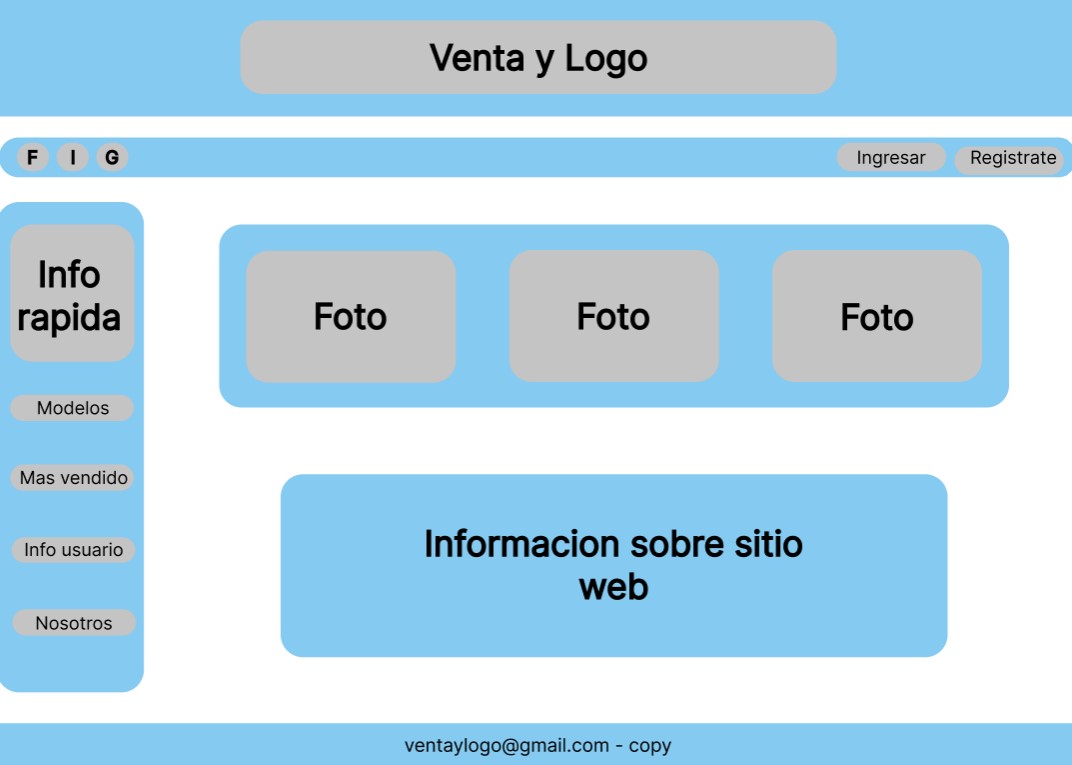 Venta y Logo
F I G
Ingresar
Registrate
Info
rapida
Modelos
Mas vendido
Info usuario
Nosotros
Foto
Foto
Foto
Informacion sobre sitio
web
ventaylogo@gmail.com - copy